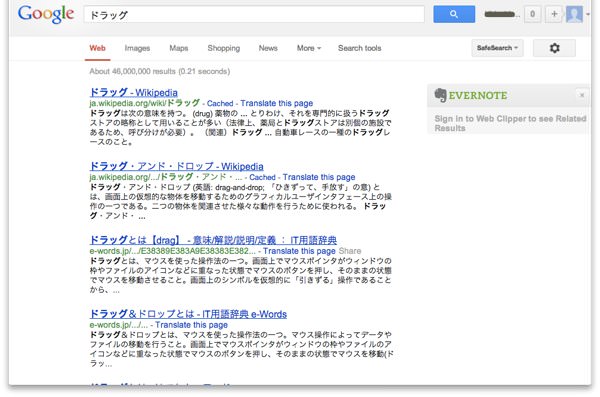 Google ドラッグ 0 +
Web Images Maps Shopping News More Search tools SafeSearch
About 46,000,000 results (0.21 seconds)
ドラッグ - Wikipedia
ja.wikipedia.org/wiki/ドラッグ - Cached - Translate this page
ドラッグは次の意味を持つ。 (drug) 薬物の ... とりわけ、それを専門的に扱うドラッグ
ストアの略称として用いることが多い（法律上、薬局とドラッグストアは別個の施設で
あるため、呼び分けが必要）。 （関連）ドラッグ ... 自動車レースの一種のドラッグレー
スのこと。
ドラッグ・アンド・ドロップ - Wikipedia
ja.wikipedia.org/.../ドラッグ・アンド・... - Cached - Translate this page
ドラッグ・アンド・ドロップ (英語: drag-and-drop; 「ひきずって、手放す」の意) と
は、画面上の仮想的な物体を移動するためのグラフィカルユーザインタフェース上の操
作の一つである。二つの物体を関連させた様々な動作を行うために使われる。 ドラッ
グ・アンド・ ...
ドラッグとは【drag】 - 意味/解説/説明/定義 ： IT用語辞典
e-words.jp/.../E38389E383A9E38383E382... - Translate this page Share
ドラッグとは、マウスを使った操作法の一つ。画面上でマウスポインタがウィンドウの
枠やファイルのアイコンなどに重なった状態でマウスのボタンを押し、そのままの状態で
マウスを移動させること。画面上のシンボルを仮想的に「引きずる」操作であること
から、...
ドラッグ＆ドロップとは - IT用語辞典 e-Words
e-words.jp/.../... - Translate this page
ドラッグ＆ドロップとは、マウスを使った操作法の一つ。マウス操作によってデータや
ファイルの移動を行うこと。画面上でマウスポインタがウィンドウの枠やファイルのア
イコンなどに重なった状態でマウスのボタンを押し、そのままの状態でマウスを移動(ド
ラッ...
EVERNOTE ×
Sign in to Web Clipper to see Related
Results